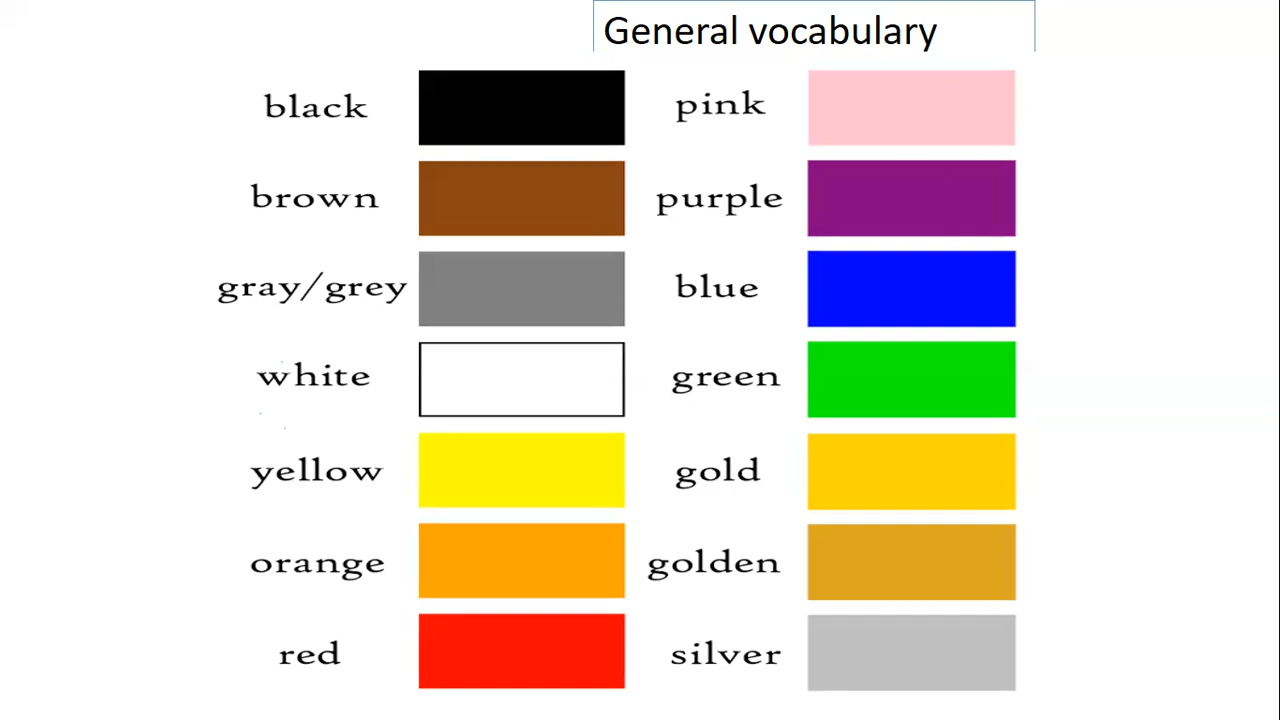 General vocabulary
black
brown
gray/grey
white
yellow
orange
red
pink
purple
blue
green
gold
golden
silver